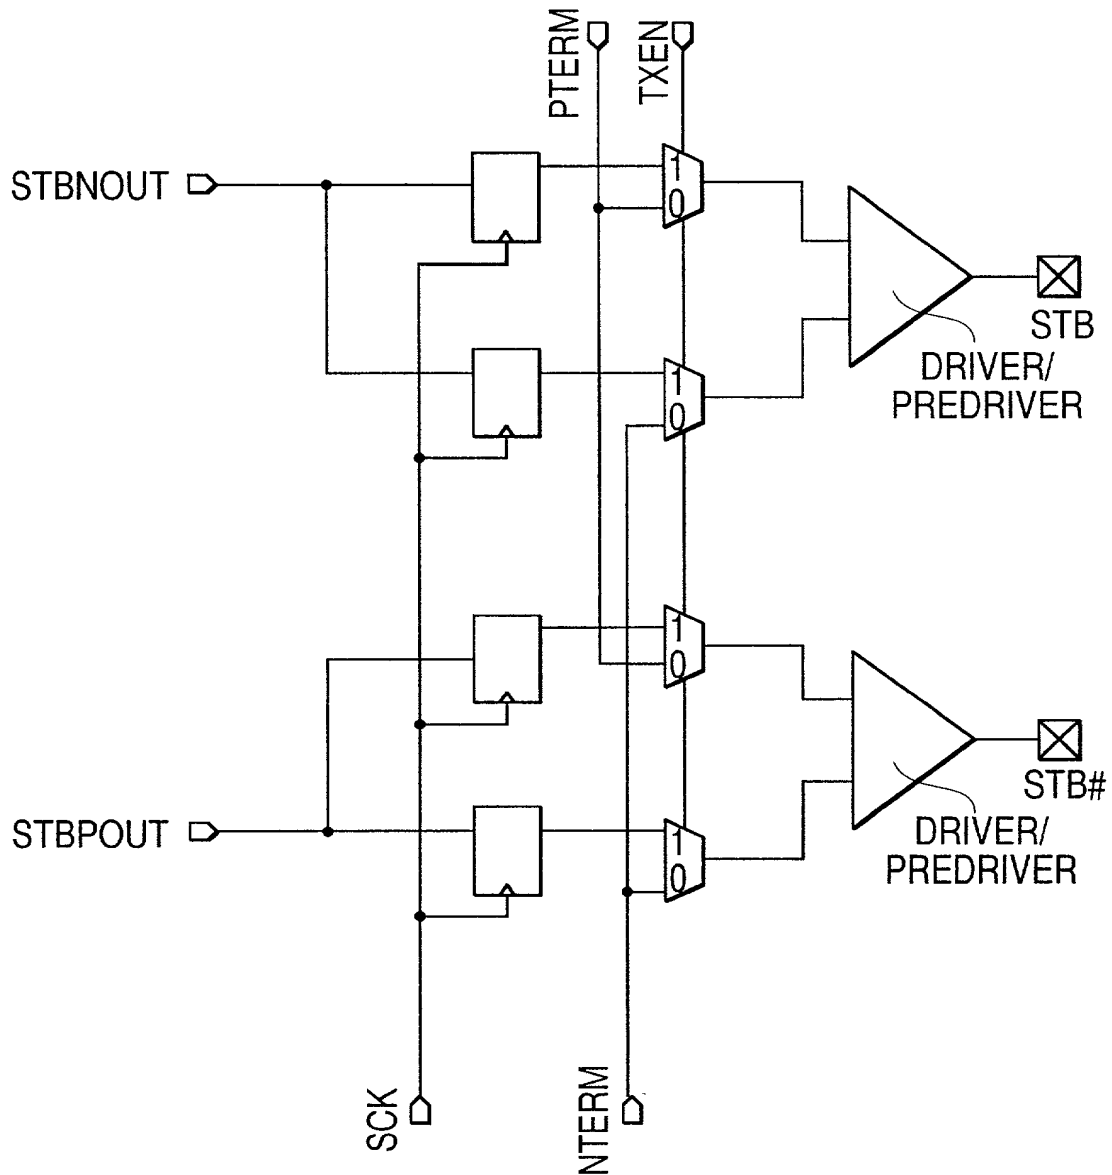 PTERM
TXEN
STBNOUT
1
0
STB
DRIVER/
PREDRIVER
1
0
1
0
STB#
STBPOUT
DRIVER/
PREDRIVER
1
0
SCK
NTERM